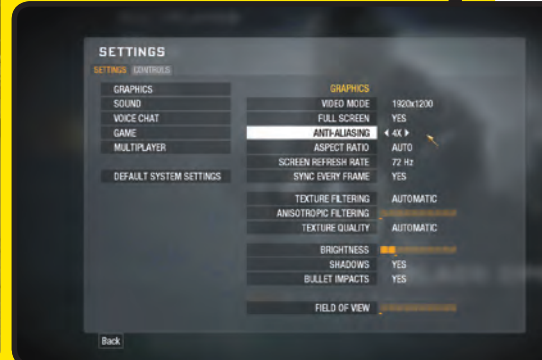 SETTINGS
SETTINGS CONTROLS
GRAPHICS
SOUND
VOICE CHAT
GAME
MULTIPLAYER
DEFAULT SYSTEM SETTINGS
GRAPHICS
VIDEO MODE 1920x1200
FULL SCREEN YES
ANTI-ALIASING 4X
ASPECT RATIO AUTO
SCREEN REFRESH RATE 72 Hz
SYNC EVERY FRAME YES
TEXTURE FILTERING AUTOMATIC
ANISOTROPIC FILTERING
TEXTURE QUALITY AUTOMATIC
BRIGHTNESS
SHADOWS YES
BULLET IMPACTS YES
FIELD OF VIEW
Back